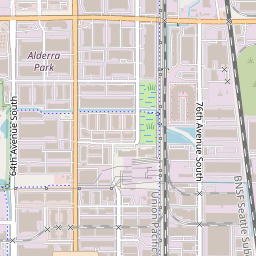 Alderra
Park
64th Avenue South
76th Avenue South
Union Pacific
BNSF Seattle Sub